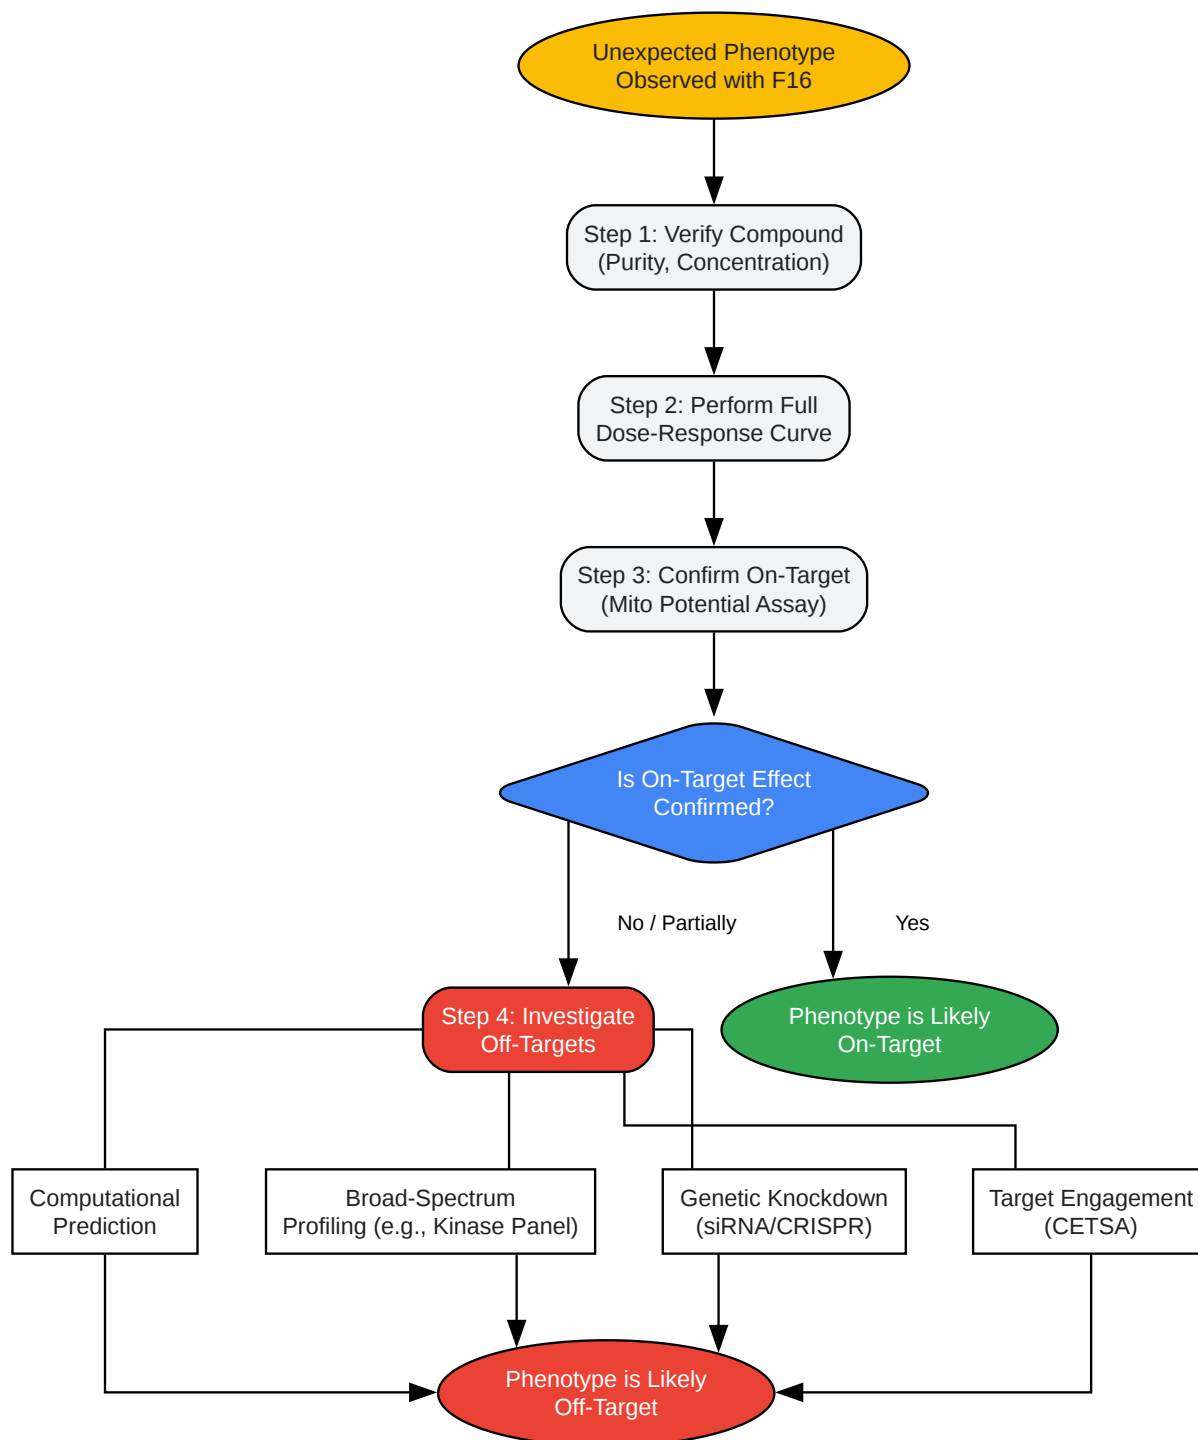 Unexpected Phenotype
Observed with F16
Step 1: Verify Compound
(Purity, Concentration)
Step 2: Perform Full
Dose-Response Curve
Step 3: Confirm On-Target
(Mito Potential Assay)
Is On-Target Effect
Confirmed?
No / Partially
Yes
Step 4: Investigate
Off-Targets
Phenotype is Likely
On-Target
Computational
Prediction
Broad-Spectrum
Profiling (e.g., Kinase Panel)
Genetic Knockdown
(siRNA/CRISPR)
Target Engagement
(CETSA)
Phenotype is Likely
Off-Target